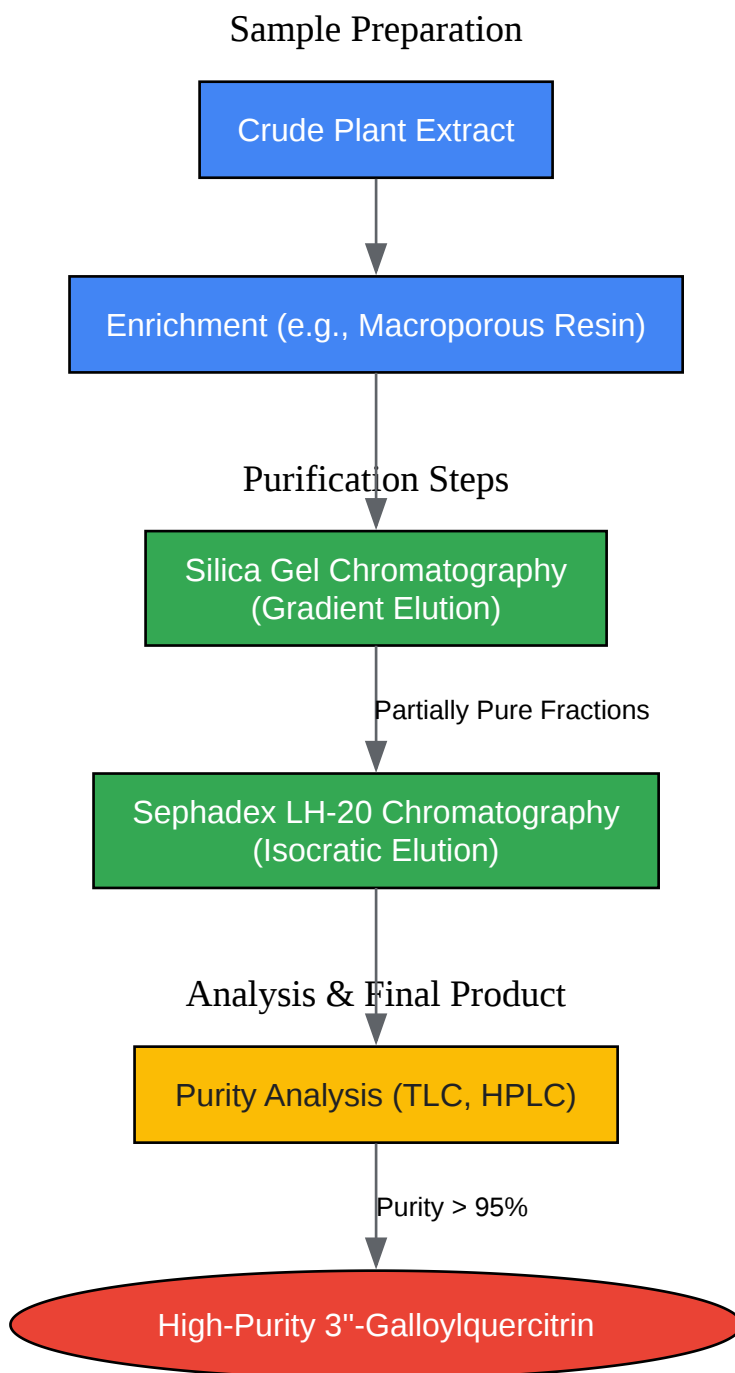 Sample Preparation
Crude Plant Extract
Enrichment (e.g., Macroporous Resin)
Purification Steps
Silica Gel Chromatography
(Gradient Elution)
Partially Pure Fractions
Sephadex LH-20 Chromatography
(Isocratic Elution)
Analysis & Final Product
Purity Analysis (TLC, HPLC)
Purity > 95%
High-Purity 3"-Galloylquercitrin